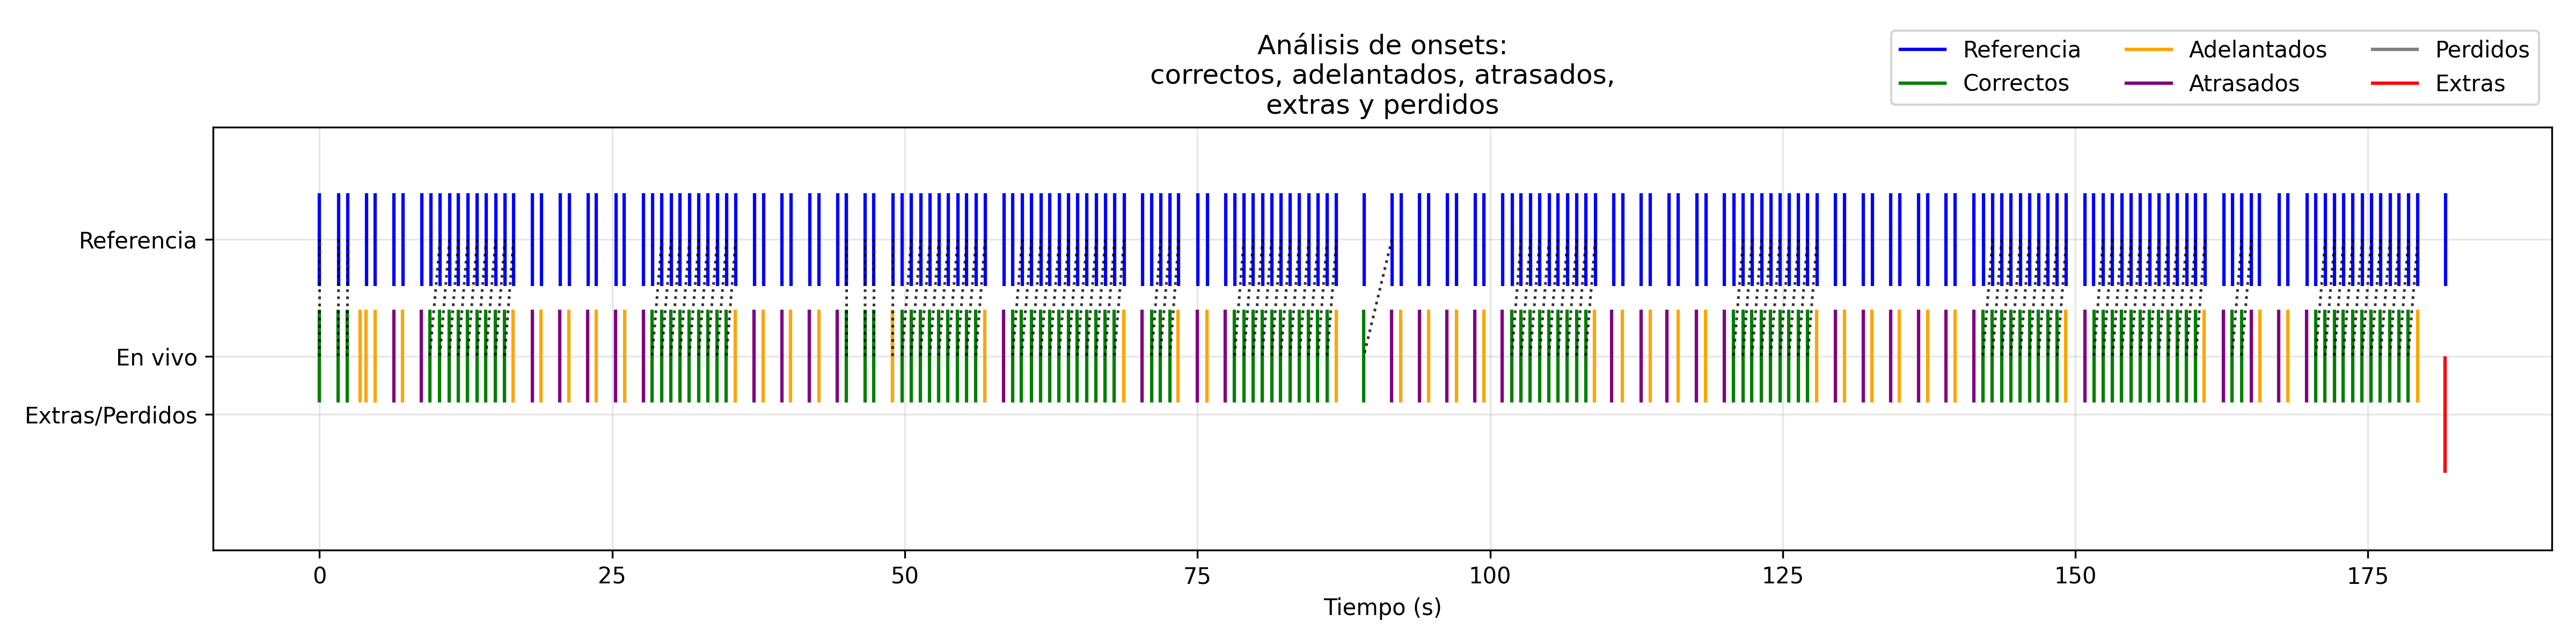 Análisis de onsets:
correctos, adelantados, atrasados,
extras y perdidos
Referencia
Correctos
Adelantados
Atrasados
Perdidos
Extras
Referencia
En vivo
Extras/Perdidos
0 25 50 75 100 125 150 175
Tiempo (s)